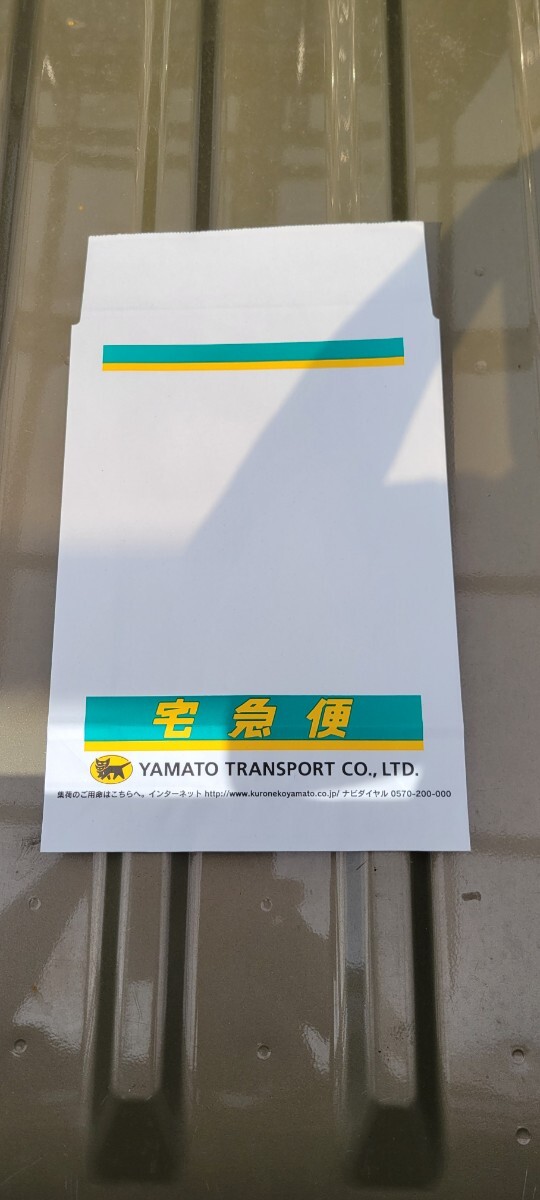 宅急便
YAMATO TRANSPORT CO., LTD.
集荷のご用命はこちらへ。インターネット http://www.kuronekoyamato.co.jp/ ナビダイヤル 0570-200-000